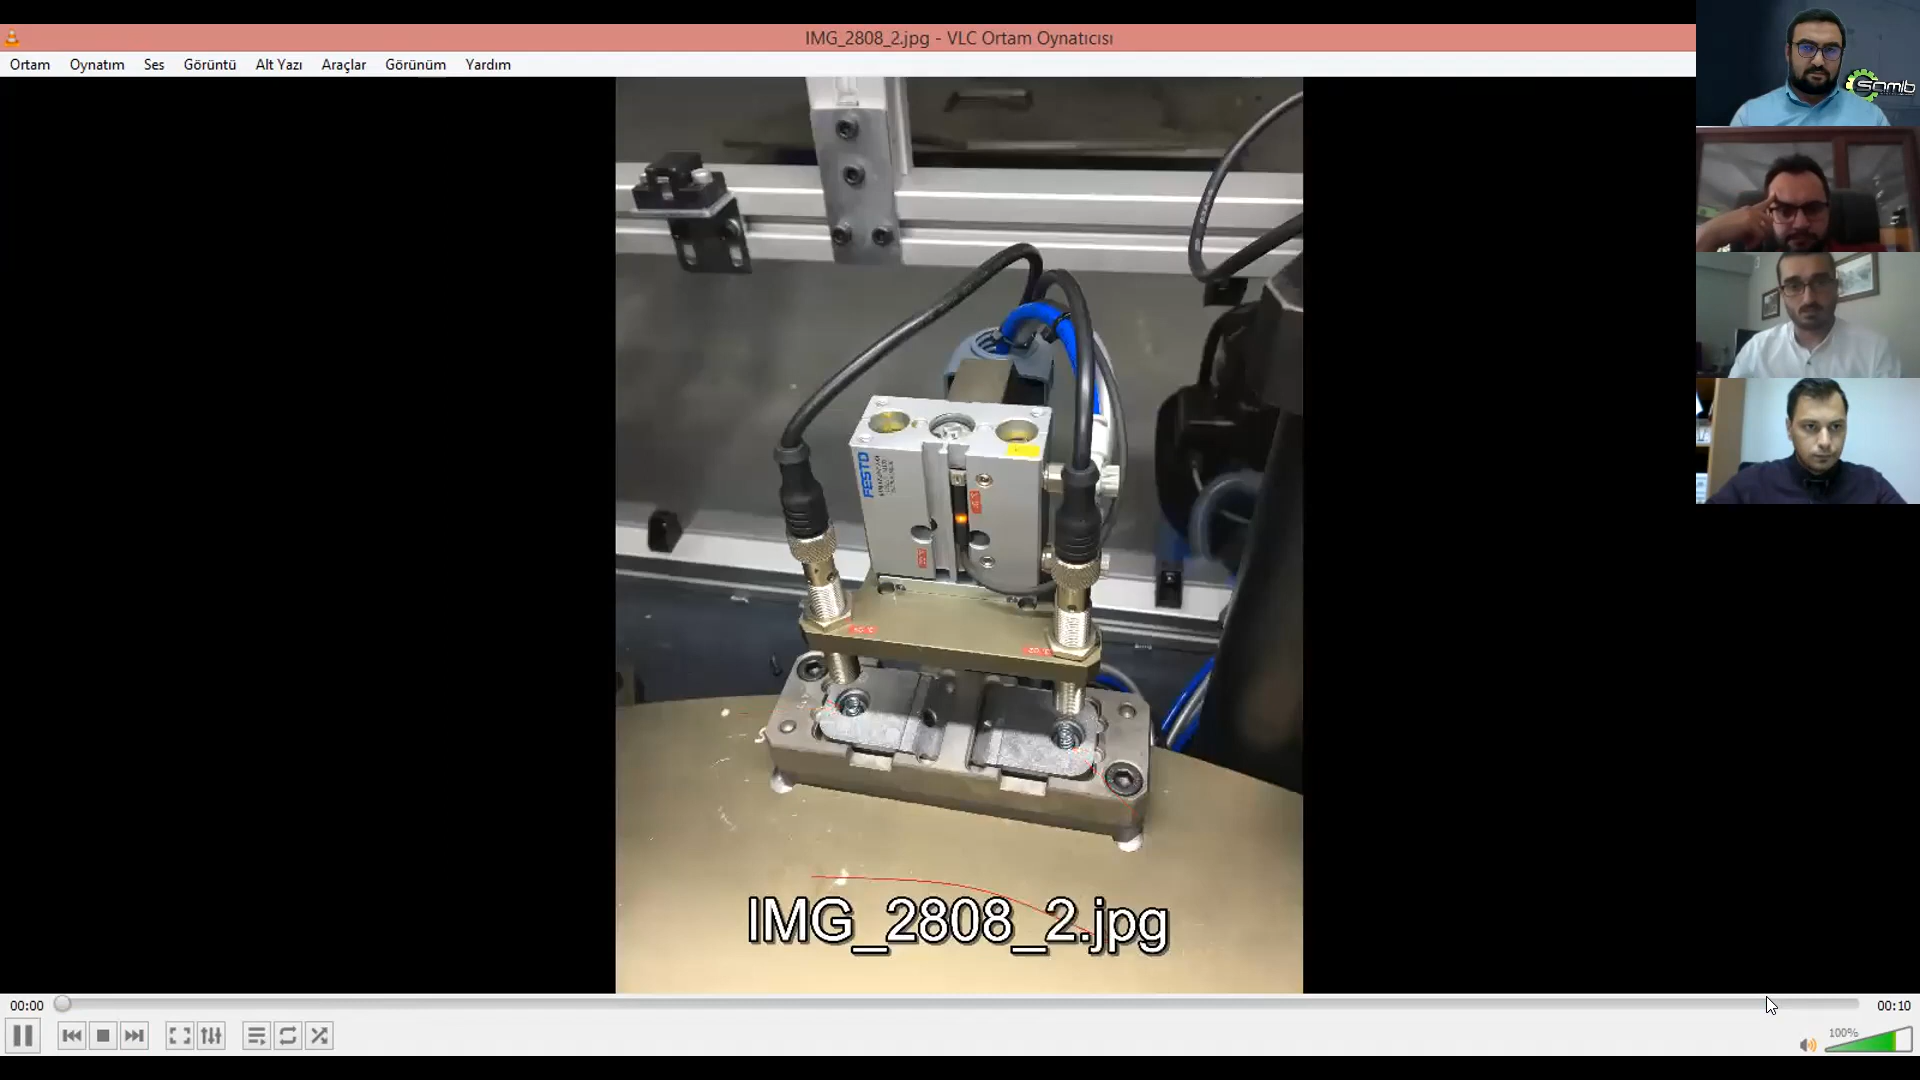 IMG_2808_2.jpg - VLC Ortam Oynatıcısı
Ortam Oynatım Ses Görüntü Alt Yazı Araçlar Görünüm Yardım
Somib
FESTO
IMG_2808_2.jpg
00:00
00:10
100%